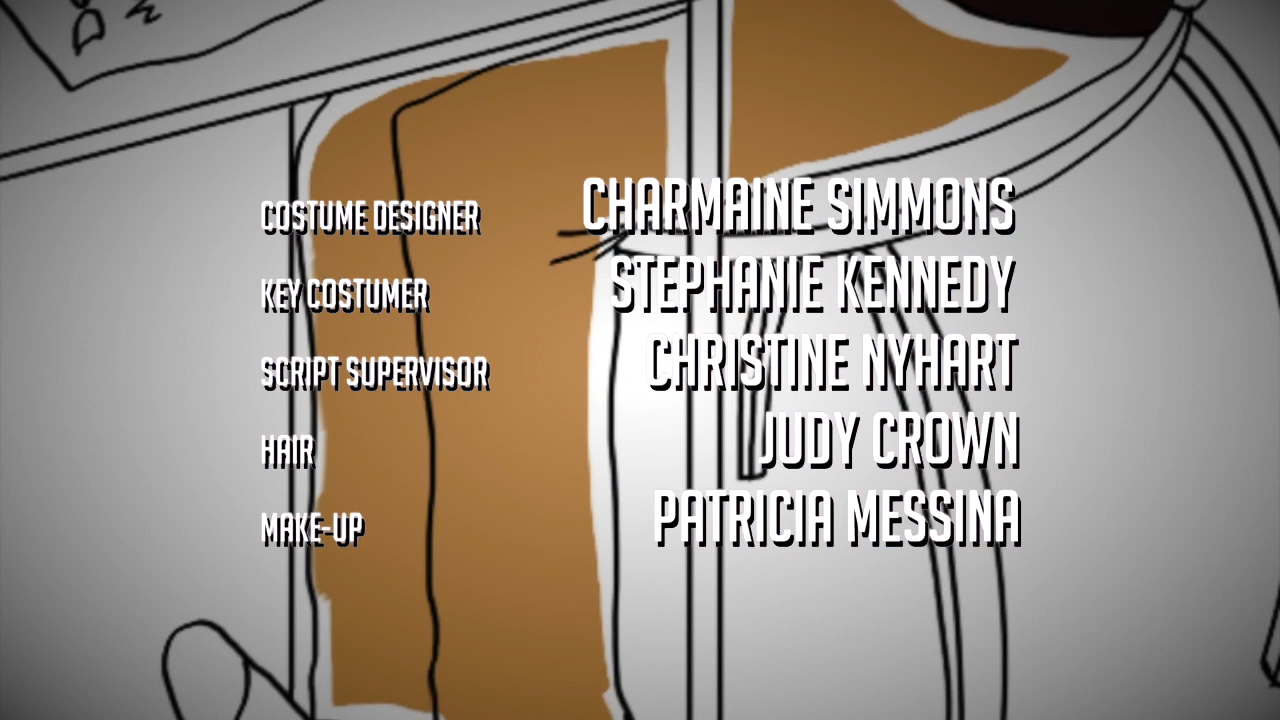 COSTUME DESIGNER CHARMAINE SIMMONS
KEY COSTUMER STEPHANIE KENNEDY
SCRIPT SUPERVISOR CHRISTINE NYHART
HAIR JUDY CROWN
MAKE-UP PATRICIA MESSINA